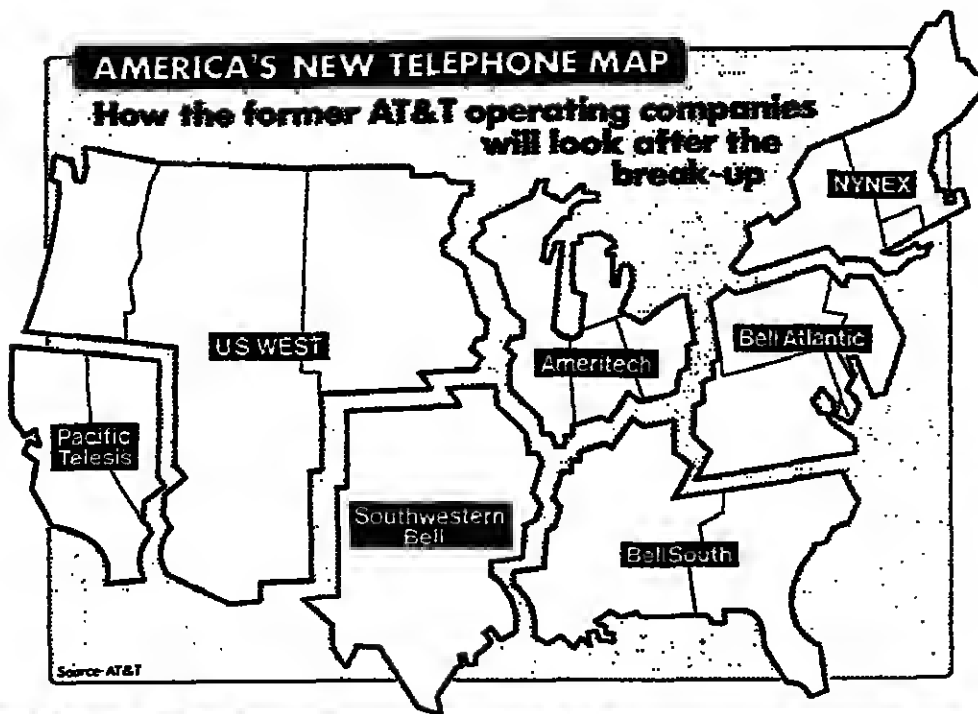 AMERICA'S NEW TELEPHONE MAP
How the former AT&T operating companies
will look after the
break-up
NYNEX
US WEST
Bell Atlantic
Ameritech
Pacific
Telesis
Southwestern
Bell
BellSouth
Source-AT&T